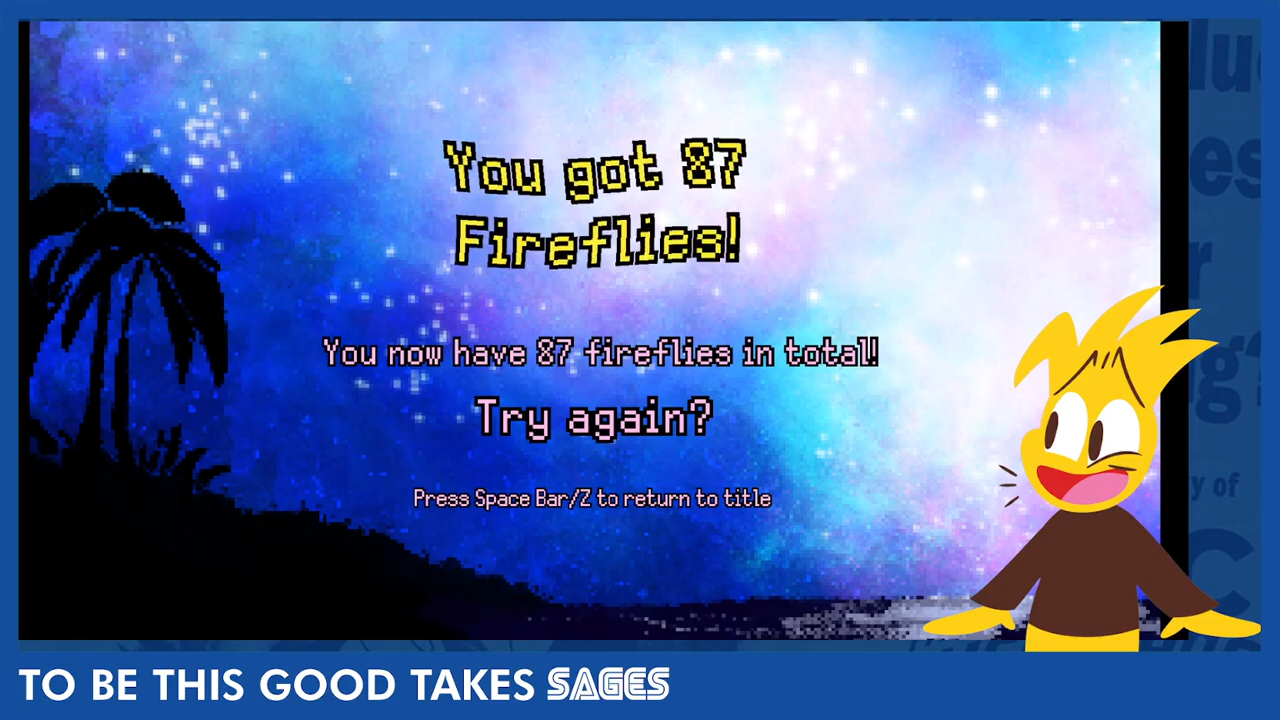 You got 87
Fireflies!
You now have 87 fireflies in total!
Try again?
Press Space Bar/Z to return to title
y of
TO BE THIS GOOD TAKES SAGES